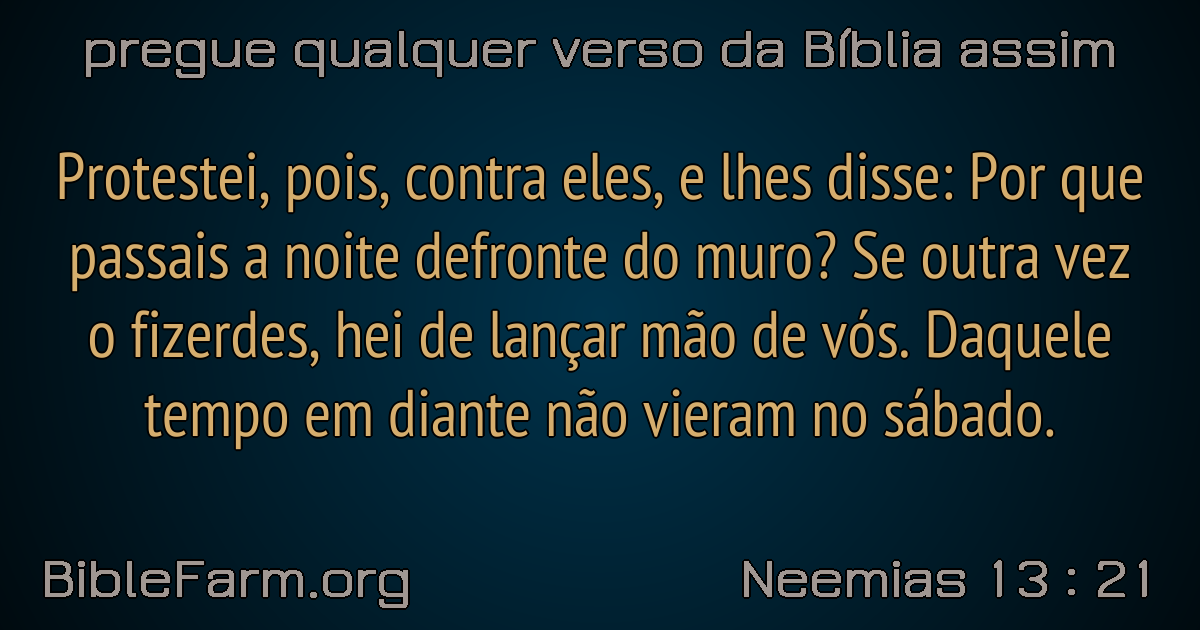 pregue qualquer verso da Bíblia assim
Protestei, pois, contra eles, e lhes disse: Por que
passais a noite defronte do muro? Se outra vez
o fizerdes, hei de lançar mão de vós. Daquele
tempo em diante não vieram no sábado.
BibleFarm.org
Neemias 13 : 21